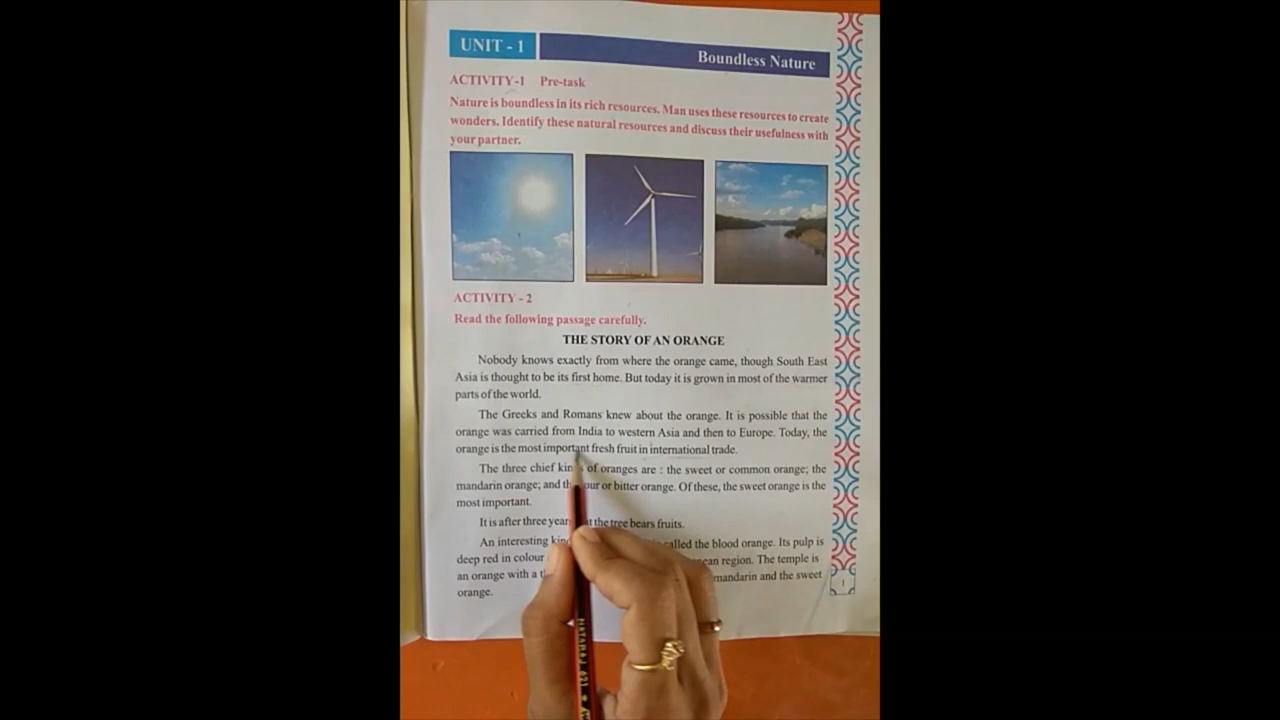 UNIT - 1
Boundless Nature
ACTIVITY-1 Pre-task
Nature is boundless in its rich resources. Man uses these resources to create
wonders. Identify these natural resources and discuss their usefulness with
your partner.
ACTIVITY - 2
Read the following passage carefully.
THE STORY OF AN ORANGE
Nobody knows exactly from where the orange came, though South East
Asia is thought to be its first home. But today it is grown in most of the warmer
parts of the world.
The Greeks and Romans knew about the orange. It is possible that the
orange was carried from India to western Asia and then to Europe. Today, the
orange is the most important fresh fruit in international trade.
The three chief kinds of oranges are : the sweet or common orange; the
mandarin orange; and the sour or bitter orange. Of these, the sweet orange is the
most important.
It is after three years the tree bears fruits.
An interesting kind called the blood orange. Its pulp is
deep red in colour region. The temple is
an orange with a mandarin and the sweet
orange.
1
NATARAJ 621